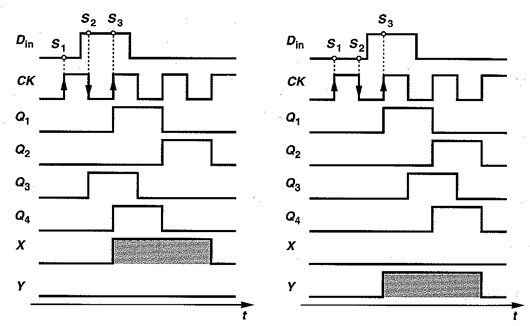 S2 S3
S1
Din
CK
Q1
Q2
Q3
Q4
X
Y
t
S3
S1 S2
Din
CK
Q1
Q2
Q3
Q4
X
Y
t